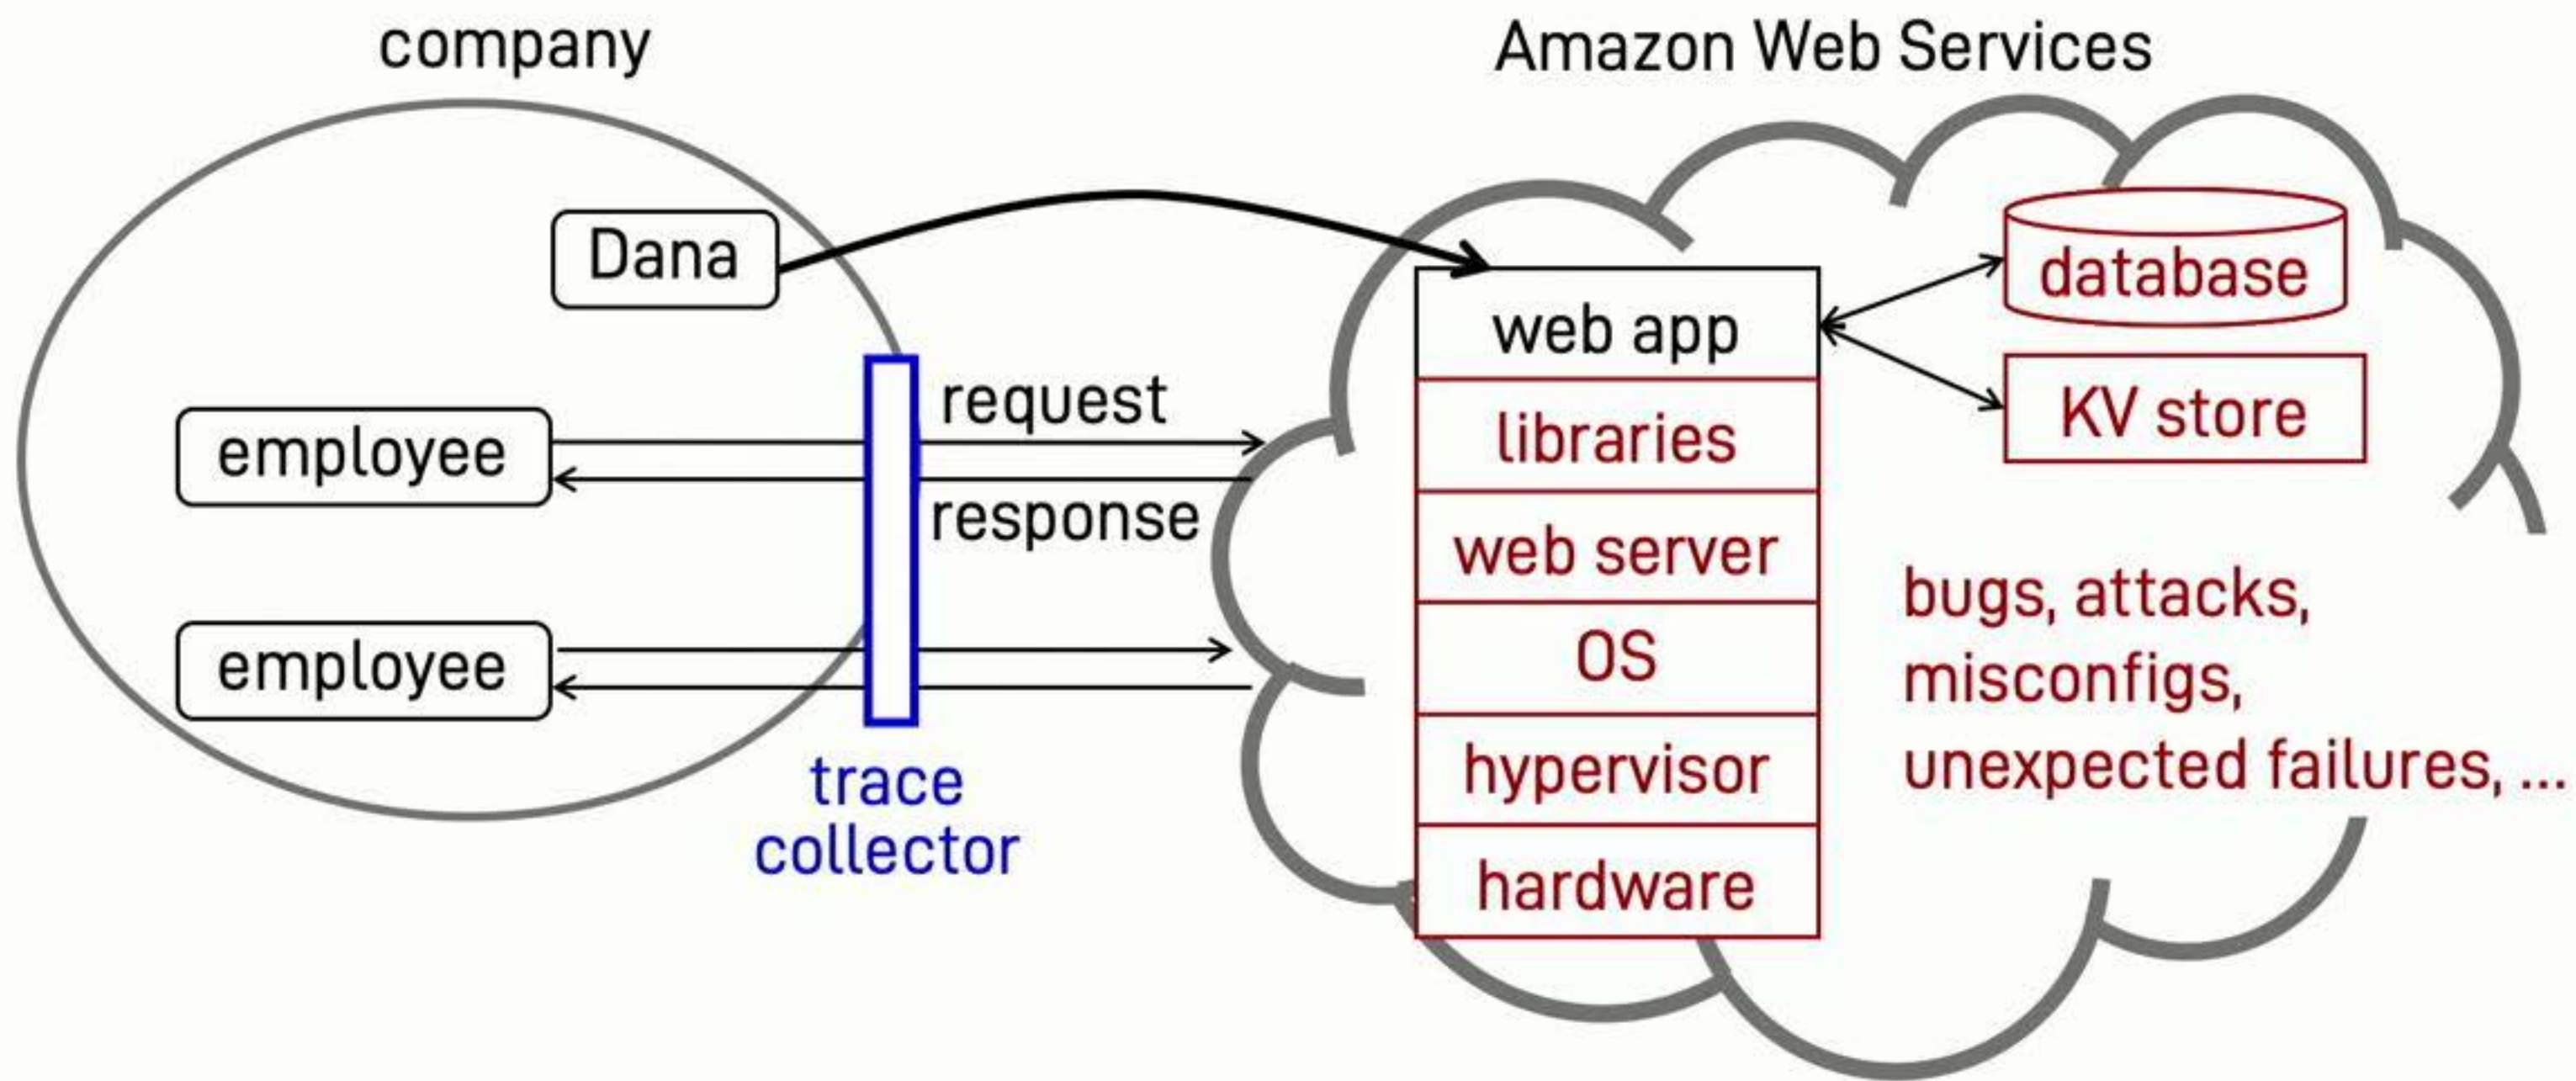 company
Amazon Web Services
Dana
employee
request
response
employee
trace
collector
web app
libraries
web server
OS
hypervisor
hardware
database
KV store
bugs, attacks,
misconfigs,
unexpected failures, ...